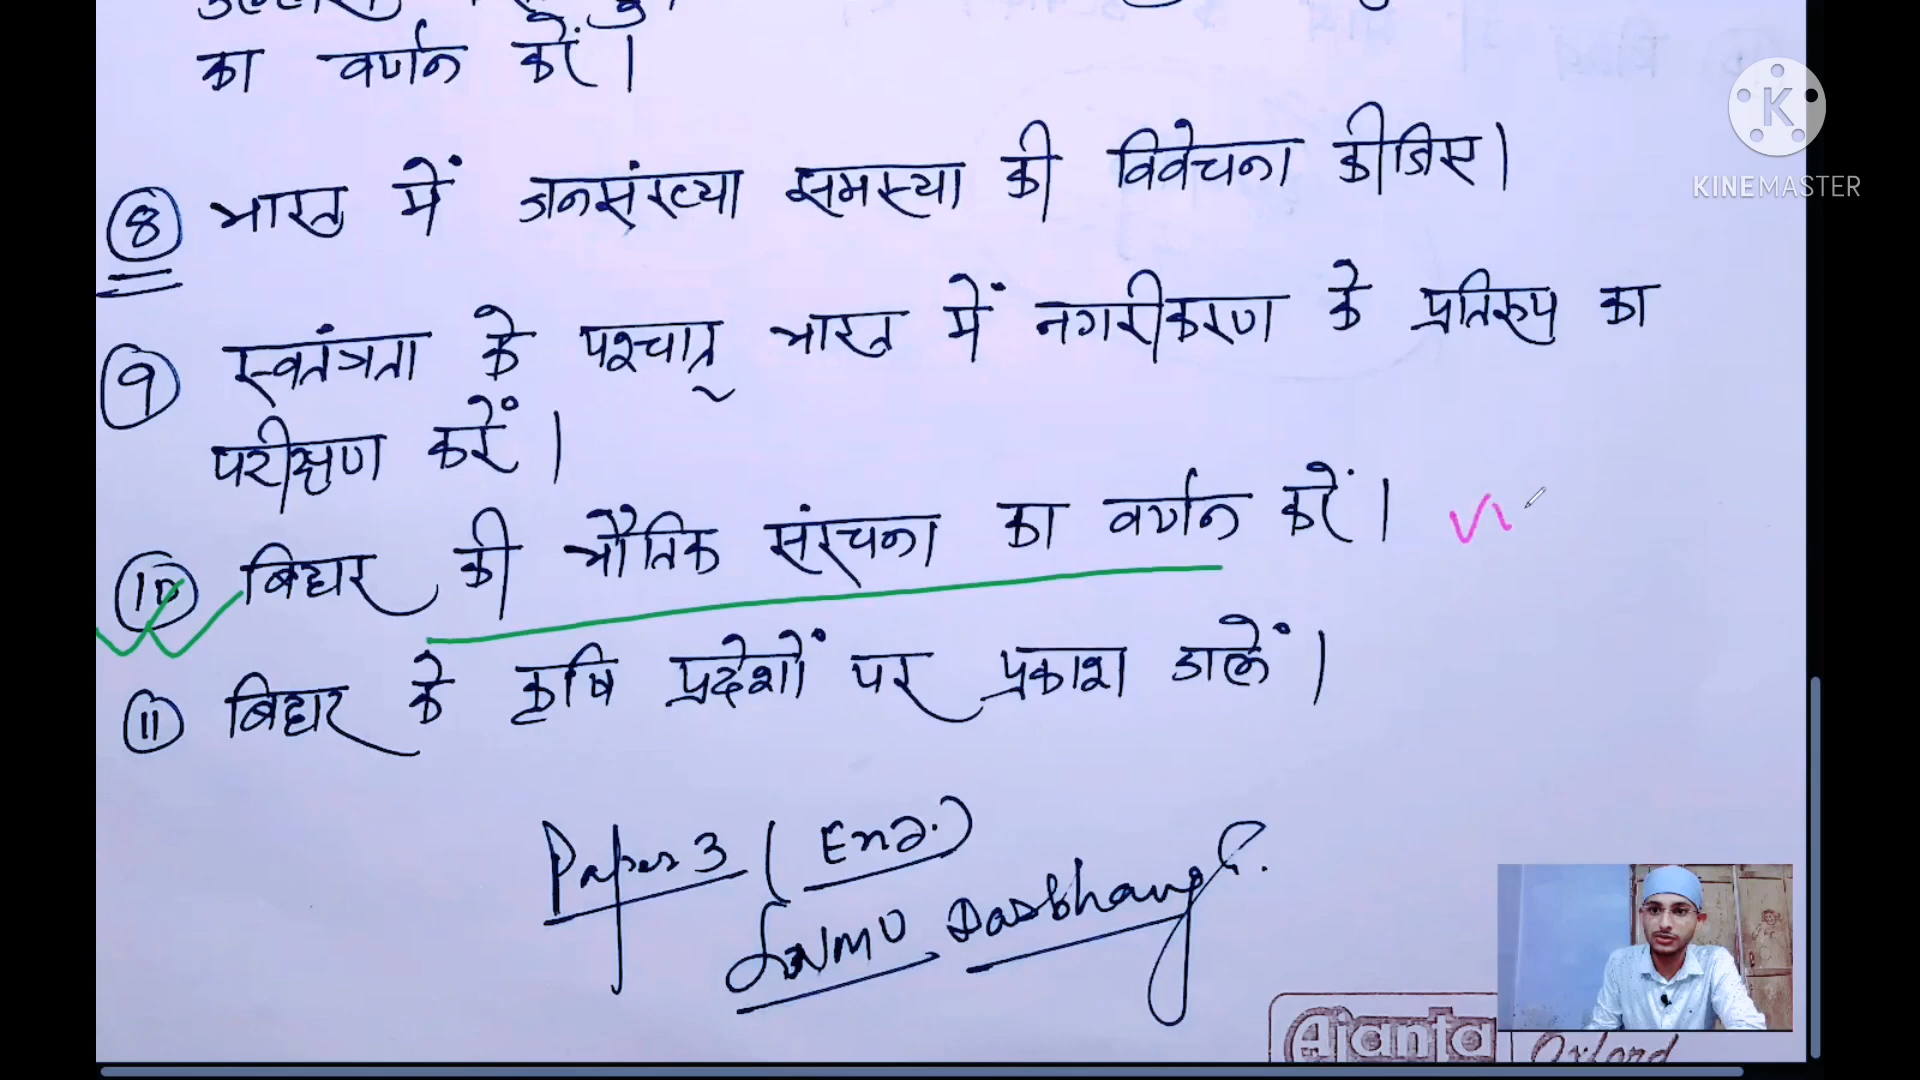 का वर्णन करें।
⑧ भारत में जनसंख्या समस्या की विवेचना कीजिए।
⑨ स्वतंत्रता के पश्चात् भारत में नगरीकरण के प्रतिरूप का
परीक्षण करें।
⑩ बिहार की भौतिक संरचना का वर्णन करें।
⑪ बिहार के कृषि प्रदेशों पर प्रकाश डालें।
Paper 3 (End.)
LNMU Darbhanga.
K
KINEMASTER
Ajanta
Oxford